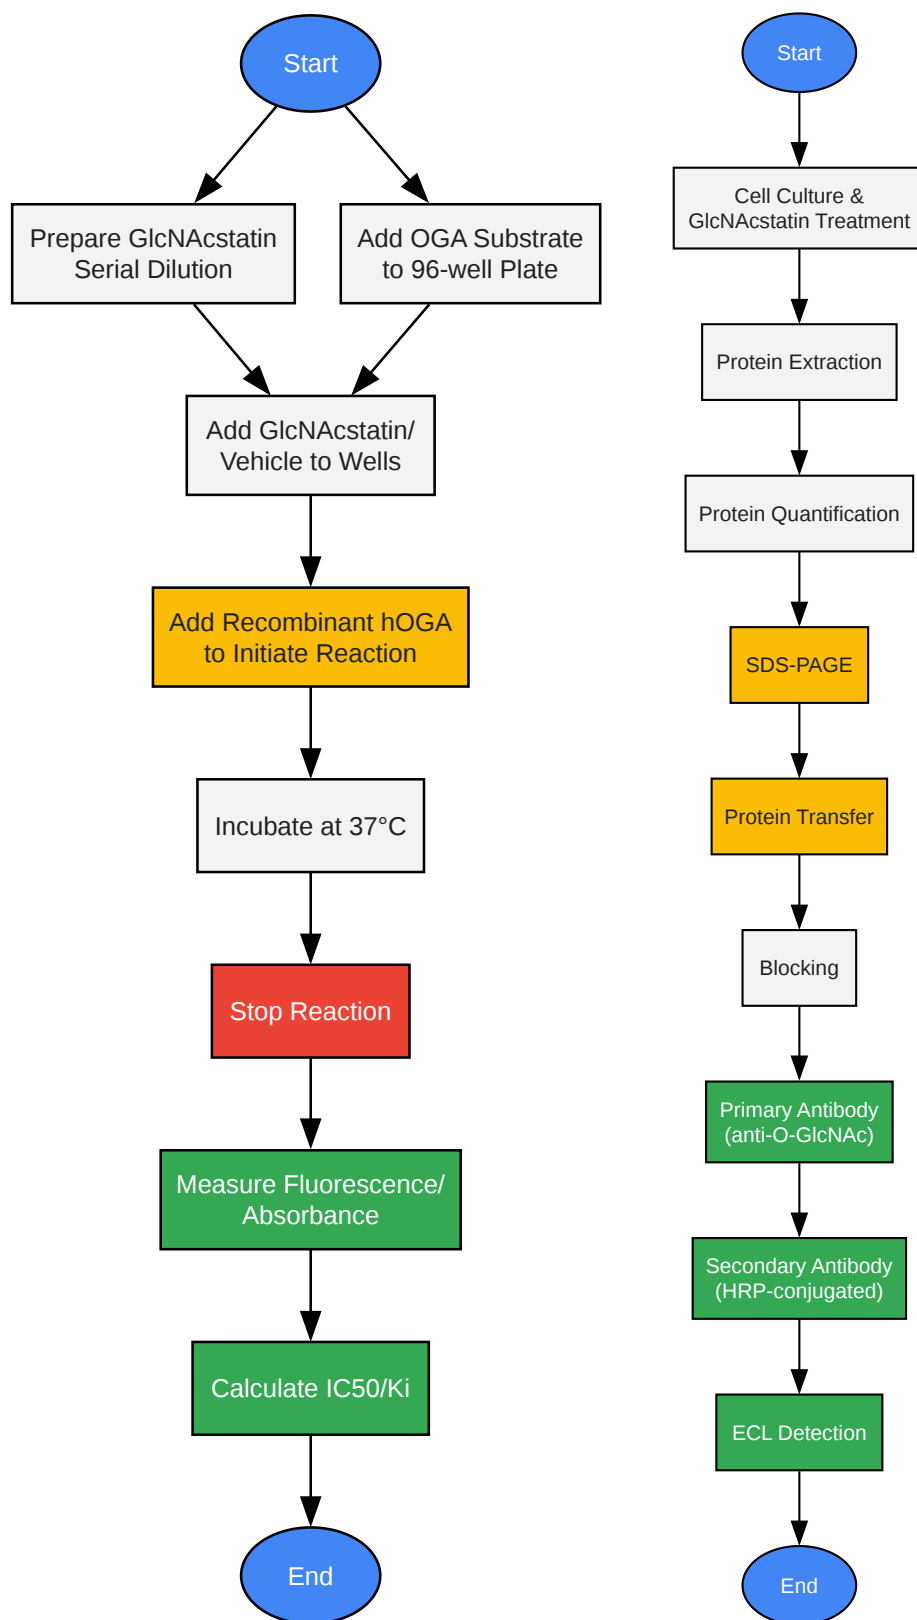 Start
Prepare GlcNAcstatin
Serial Dilution
Add OGA Substrate
to 96-well Plate
Add GlcNAcstatin/
Vehicle to Wells
Add Recombinant hOGA
to Initiate Reaction
Incubate at 37°C
Stop Reaction
Measure Fluorescence/
Absorbance
Calculate IC50/Ki
End
Start
Cell Culture &
GlcNAcstatin Treatment
Protein Extraction
Protein Quantification
SDS-PAGE
Protein Transfer
Blocking
Primary Antibody
(anti-O-GlcNAc)
Secondary Antibody
(HRP-conjugated)
ECL Detection
End